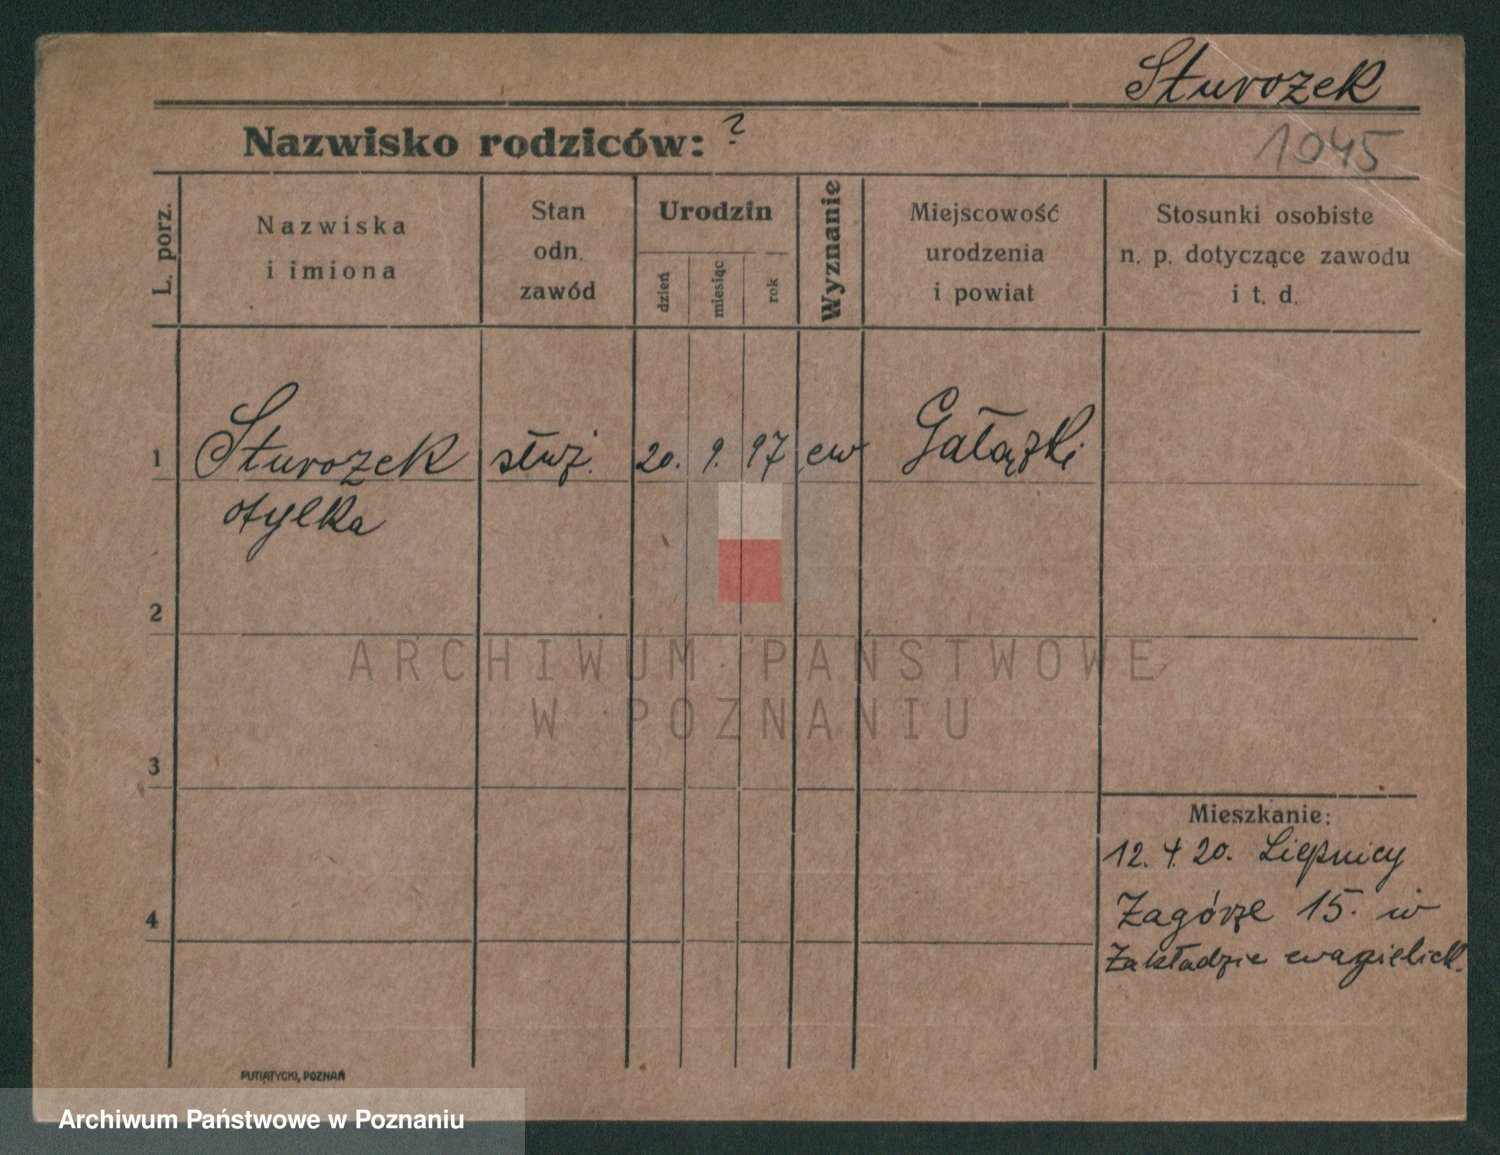 Sturozek
Nazwisko rodziców: ?
1045
L. porz.
Nazwiska
i imiona
Stan
odn.
zawód
Urodzin
dzień
miesiąc
rok
Wyznanie
Miejscowość
urodzenia
i powiat
Stosunki osobiste
n. p. dotyczące zawodu
i t. d.
1 Sturozek służ. 20. 9. 97 ew Gałązki
Otylka
2
ARCHIWUM PAŃSTWOWE
W POZNANIU
3
Mieszkanie:
12. 4. 20. Liepnicy
Zagórze 15. w
4
Zakładzie ewagielick.
PUTIATYCKI, POZNAŃ
Archiwum Państwowe w Poznaniu